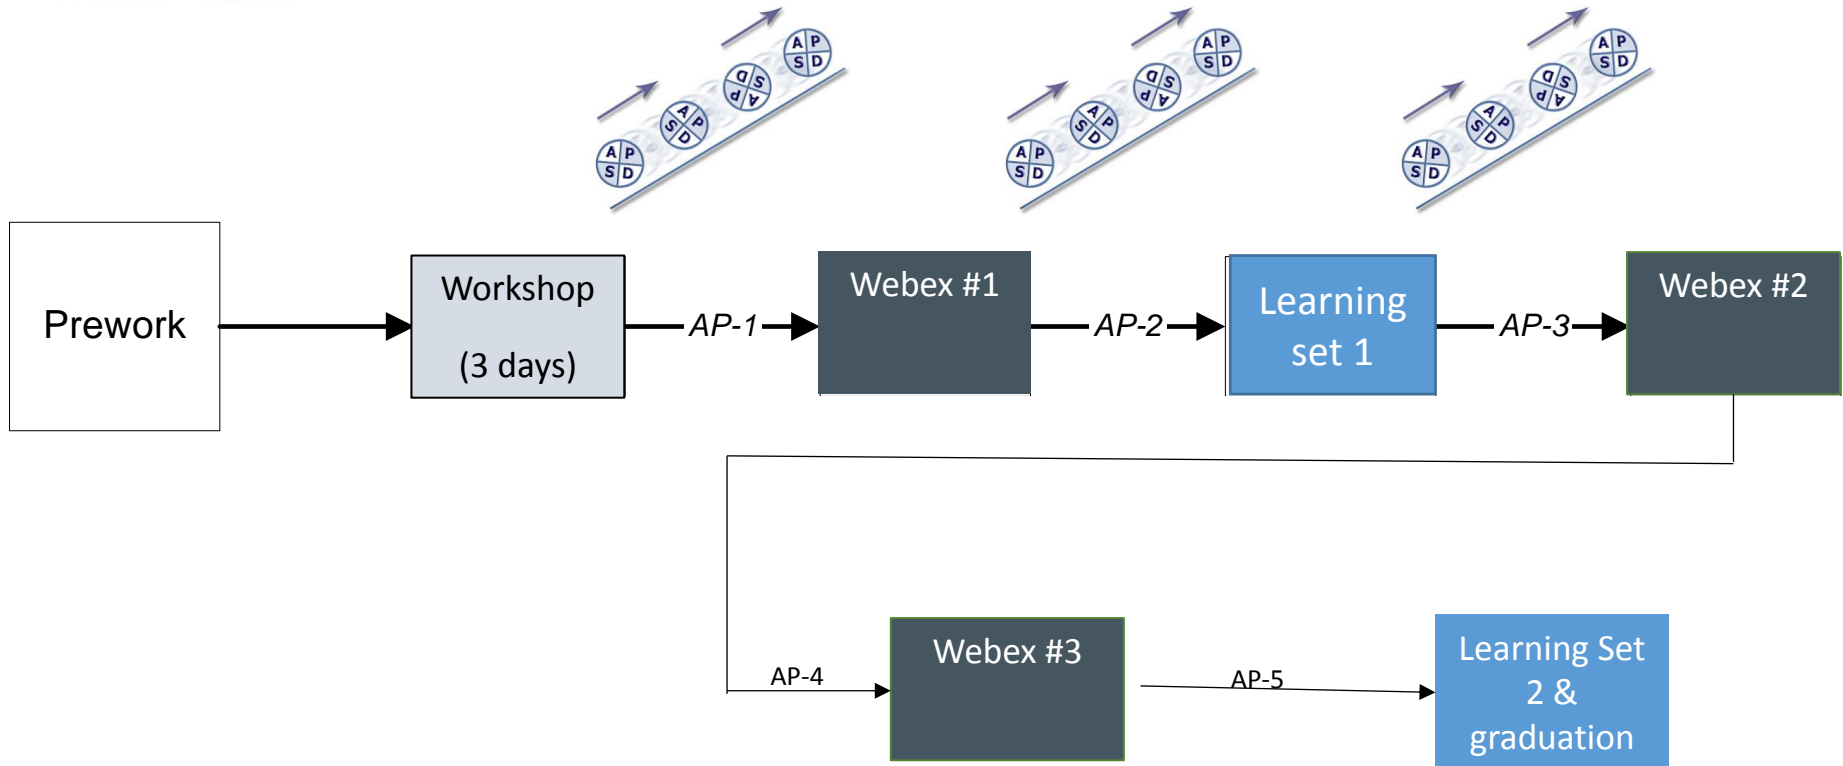 A P
S D
A P
S D
A P
S D
A P
S D
A P
S D
A P
S D
A P
S D
A P
S D
A P
S D
A P
S D
A P
S D
A P
S D
Prework
Workshop
(3 days)
AP-1
Webex #1
AP-2
Learning
set 1
AP-3
Webex #2
AP-4
Webex #3
AP-5
Learning Set
2 &
graduation